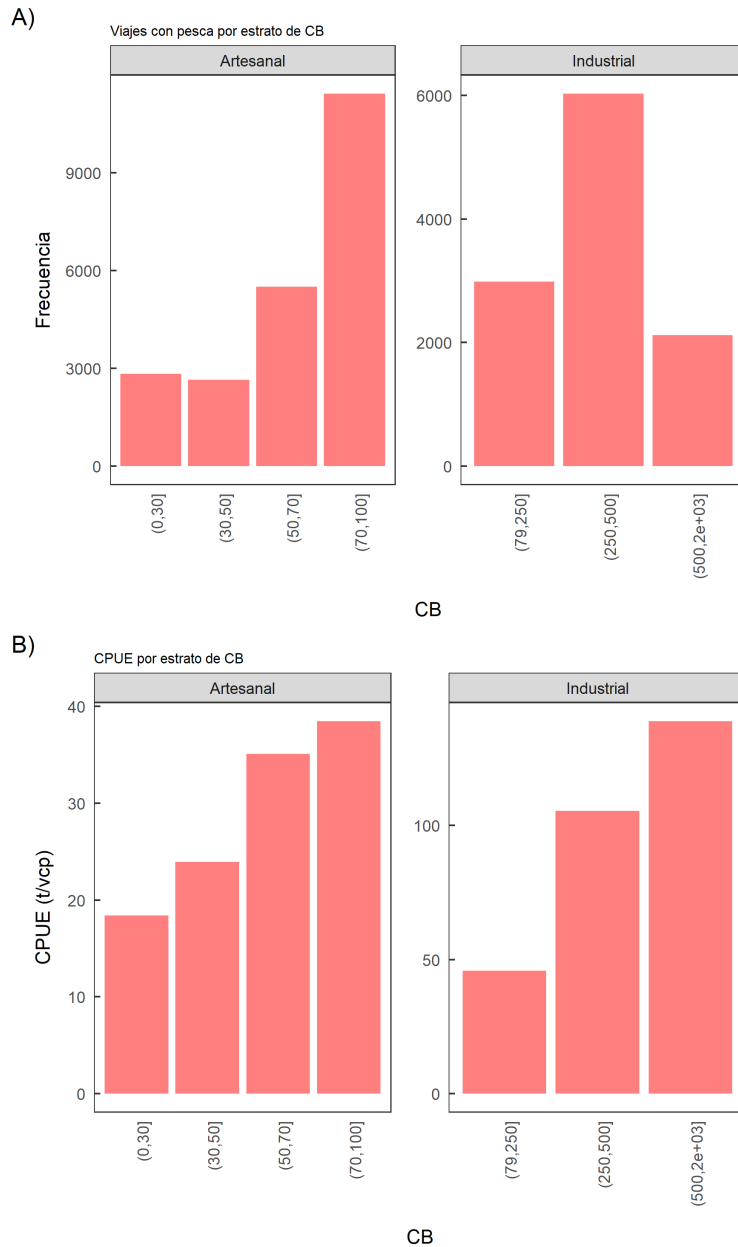 A)
Viajes con pesca por estrato de CB
Artesanal
Industrial
Frecuencia
9000
6000
3000
0
6000
4000
2000
0
(0,30]
(30,50]
(50,70]
(70,100]
(79,250]
(250,500]
(500,2e+03]
CB
B)
CPUE por estrato de CB
Artesanal
Industrial
CPUE (t/vcp)
40
30
20
10
0
100
50
0
(0,30]
(30,50]
(50,70]
(70,100]
(79,250]
(250,500]
(500,2e+03]
CB